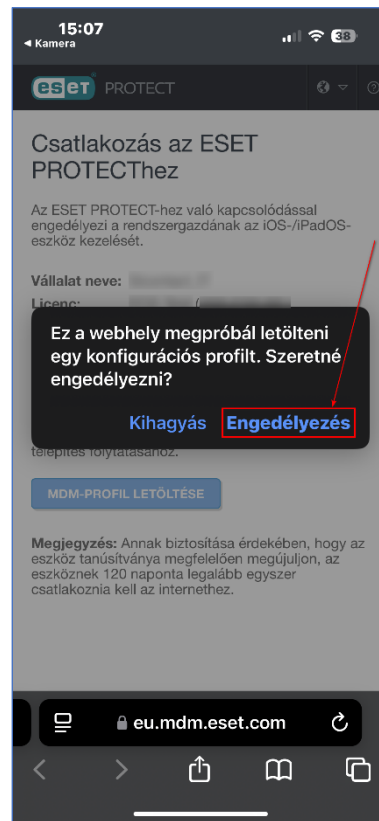 15:07
Kamera
38
eset PROTECT
Csatlakozás az ESET
PROTECThez
Az ESET PROTECT-hez való kapcsolódással
engedélyezi a rendszergazdának az iOS-/iPadOS-
eszköz kezelését.
Vállalat neve:
Licenc:
Ez a webhely megpróbál letölteni
egy konfigurációs profilt. Szeretné
engedélyezni?
Kihagyás Engedélyezés
telepítés folytatásához.
MDM-PROFIL LETÖLTÉSE
Megjegyzés: Annak biztosítása érdekében, hogy az
eszköz tanúsítványa megfelelően megújuljon, az
eszköznek 120 naponta legalább egyszer
csatlakoznia kell az internethez.
eu.mdm.eset.com